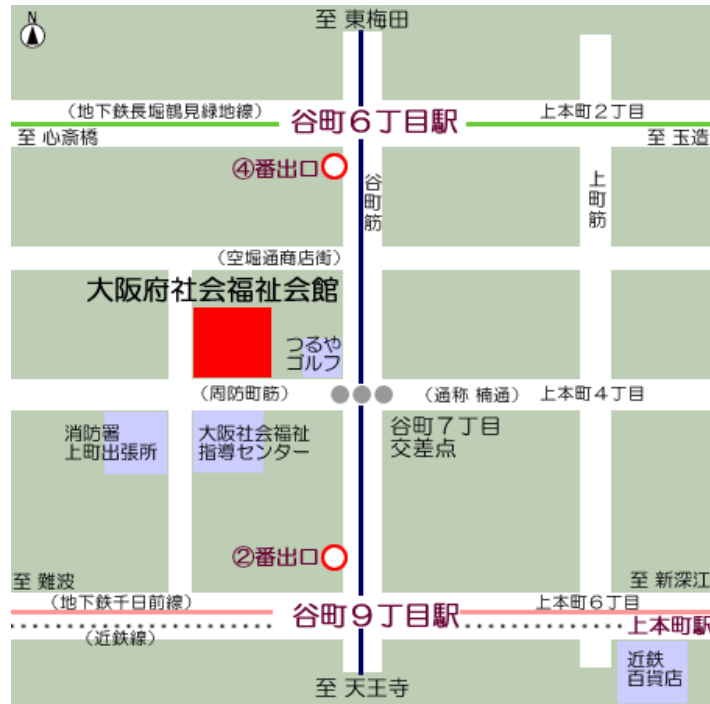 N
至 東梅田
(地下鉄長堀鶴見緑地線)
谷町6丁目駅
上本町2丁目
至 心斎橋
至 玉造
④番出口
谷町筋
上町筋
(空堀通商店街)
大阪府社会福祉会館
つるや
ゴルフ
(周防町筋)
(通称 楠通)
上本町4丁目
消防署
上町出張所
大阪社会福祉
指導センター
谷町7丁目
交差点
②番出口
至 難波
至 新深江
(地下鉄千日前線)
谷町9丁目駅
上本町6丁目
(近鉄線)
上本町駅
近鉄
百貨店
至 天王寺